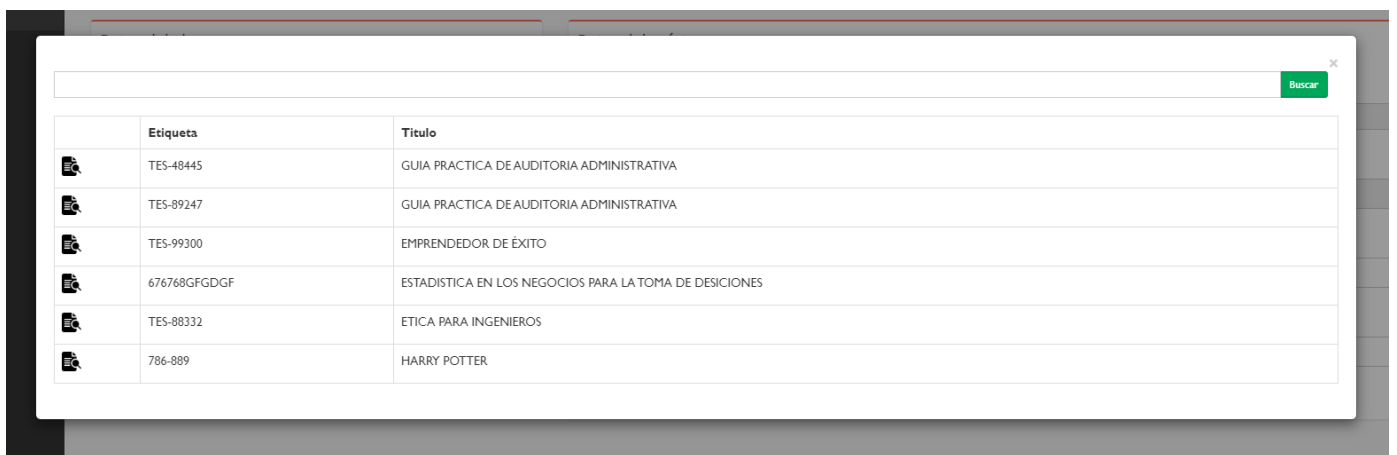 ×
Buscar
Etiqueta Titulo
TES-48445 GUIA PRACTICA DE AUDITORIA ADMINISTRATIVA
TES-89247 GUIA PRACTICA DE AUDITORIA ADMINISTRATIVA
TES-99300 EMPRENDEDOR DE ÉXITO
676768GFGDGF ESTADISTICA EN LOS NEGOCIOS PARA LA TOMA DE DESICIONES
TES-88332 ETICA PARA INGENIEROS
786-889 HARRY POTTER